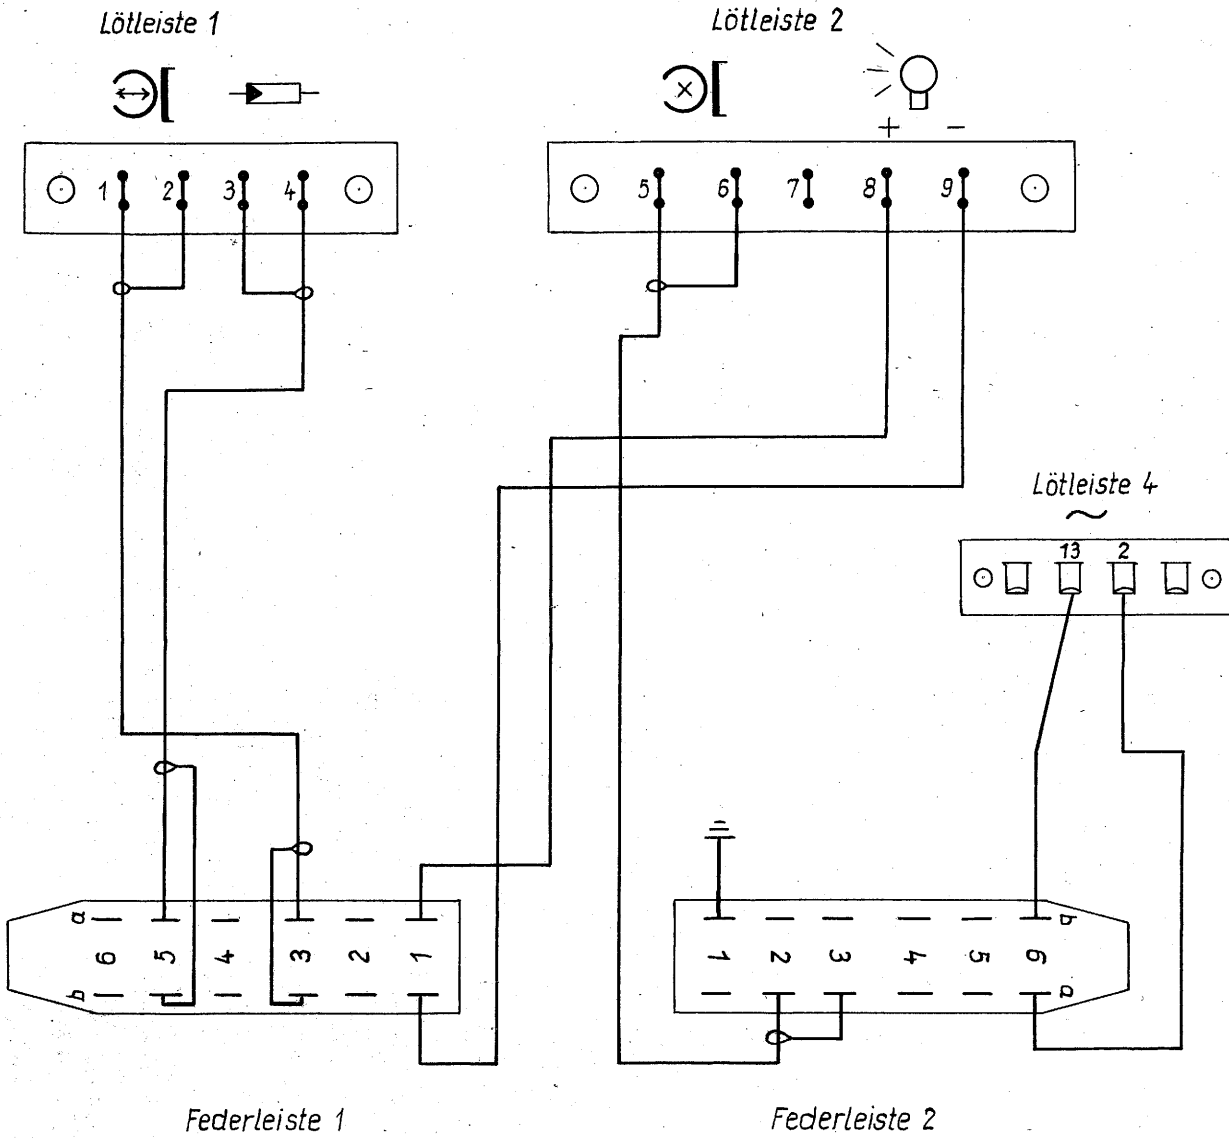 Lötleiste 1
Lötleiste 2
+ −
1 2 3 4
5 6 7 8 9
Lötleiste 4
~
13 2
a
6 5 4 3 2 1
b
b
1 2 3 4 5 6
a
Federleiste 1
Federleiste 2